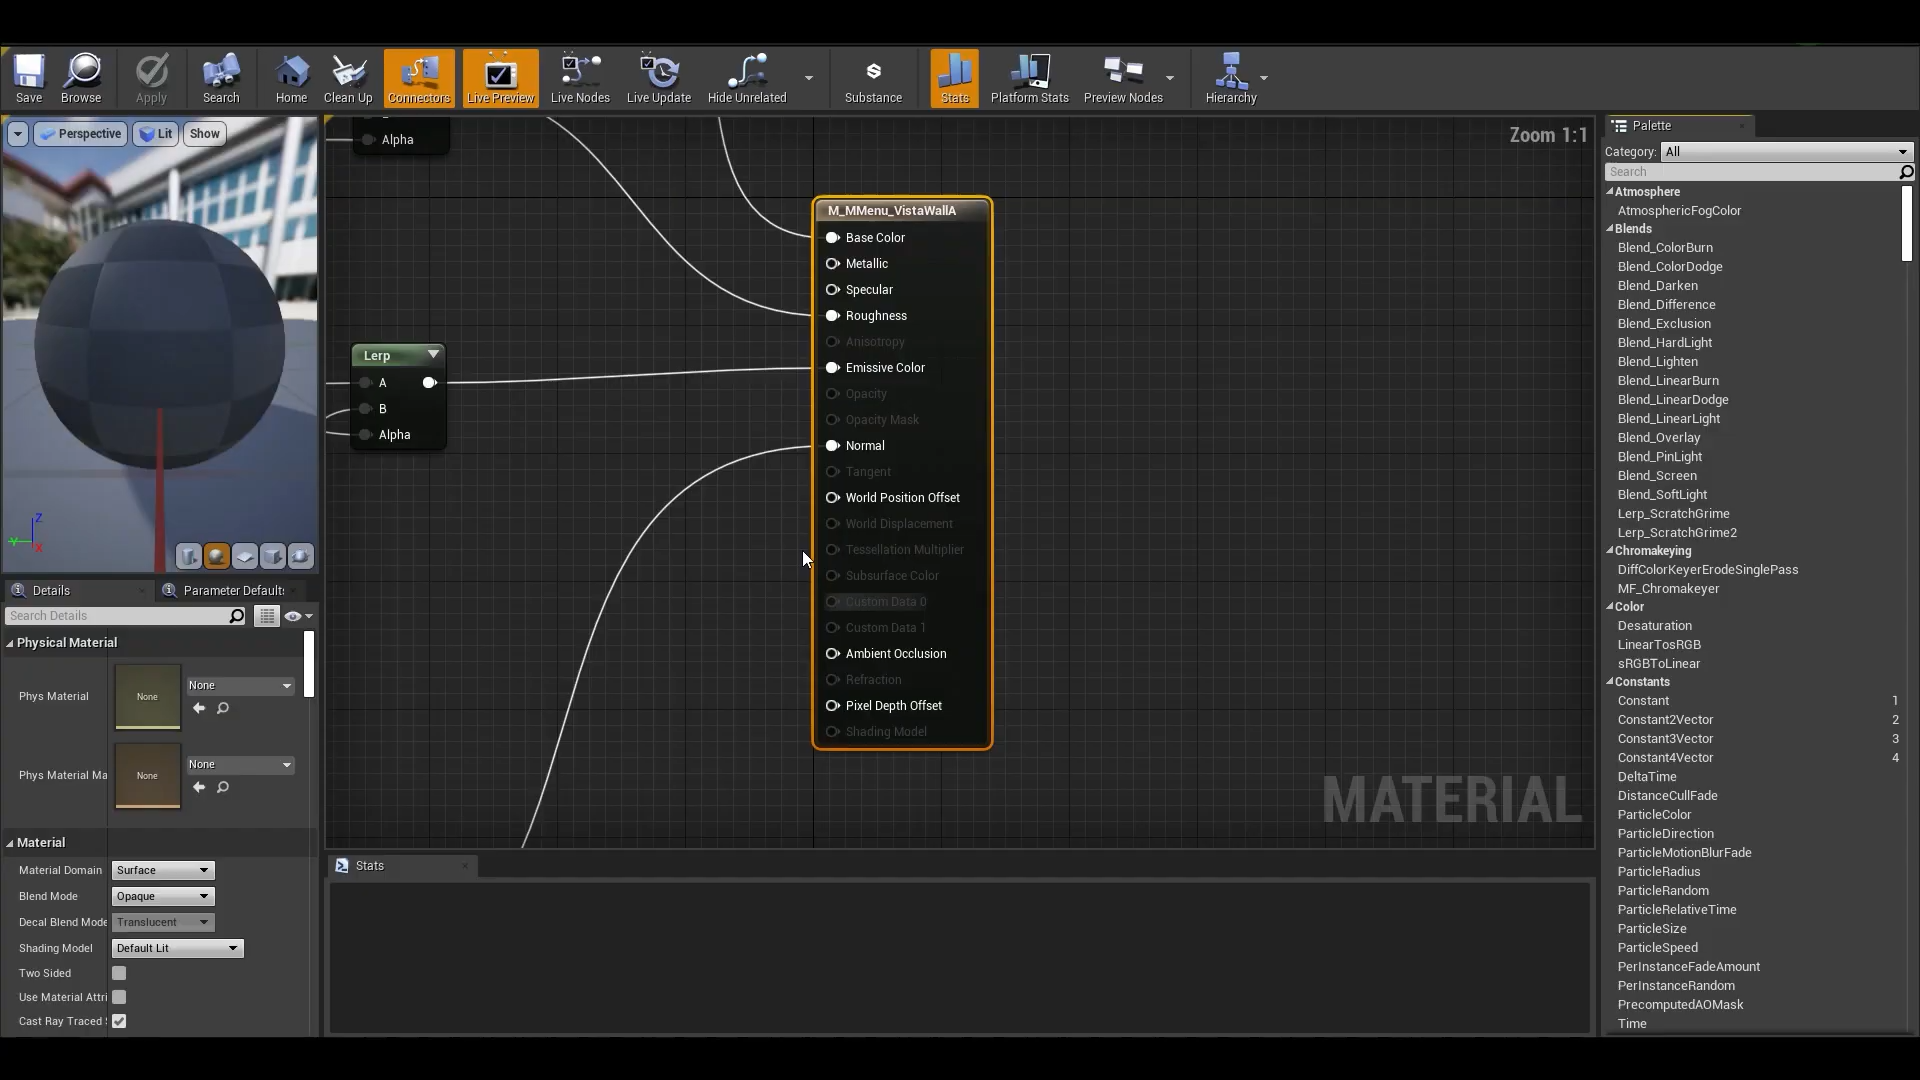 Save Browse Apply Search Home Clean Up Connectors Live Preview Live Nodes Live Update Hide Unrelated Substance Stats Platform Stats Preview Nodes Hierarchy
Perspective Lit Show
Z
Y
X
Details Parameter Defaults
Search Details
Physical Material
Phys Material None None
Phys Material Ma None None
Material
Material Domain Surface
Blend Mode Opaque
Decal Blend Mode Translucent
Shading Model Default Lit
Two Sided
Use Material Attri
Cast Ray Traced
Zoom 1:1
Alpha
Lerp
A
B
Alpha
M_MMenu_VistaWallA
Base Color
Metallic
Specular
Roughness
Anisotropy
Emissive Color
Opacity
Opacity Mask
Normal
Tangent
World Position Offset
World Displacement
Tessellation Multiplier
Subsurface Color
Custom Data 0
Custom Data 1
Ambient Occlusion
Refraction
Pixel Depth Offset
Shading Model
MATERIAL
Stats
Palette
Category: All
Search
Atmosphere
AtmosphericFogColor
Blends
Blend_ColorBurn
Blend_ColorDodge
Blend_Darken
Blend_Difference
Blend_Exclusion
Blend_HardLight
Blend_Lighten
Blend_LinearBurn
Blend_LinearDodge
Blend_LinearLight
Blend_Overlay
Blend_PinLight
Blend_Screen
Blend_SoftLight
Lerp_ScratchGrime
Lerp_ScratchGrime2
Chromakeying
DiffColorKeyerErodeSinglePass
MF_Chromakeyer
Color
Desaturation
LinearTosRGB
sRGBToLinear
Constants
Constant 1
Constant2Vector 2
Constant3Vector 3
Constant4Vector 4
DeltaTime
DistanceCullFade
ParticleColor
ParticleDirection
ParticleMotionBlurFade
ParticleRadius
ParticleRandom
ParticleRelativeTime
ParticleSize
ParticleSpeed
PerInstanceFadeAmount
PerInstanceRandom
PrecomputedAOMask
Time